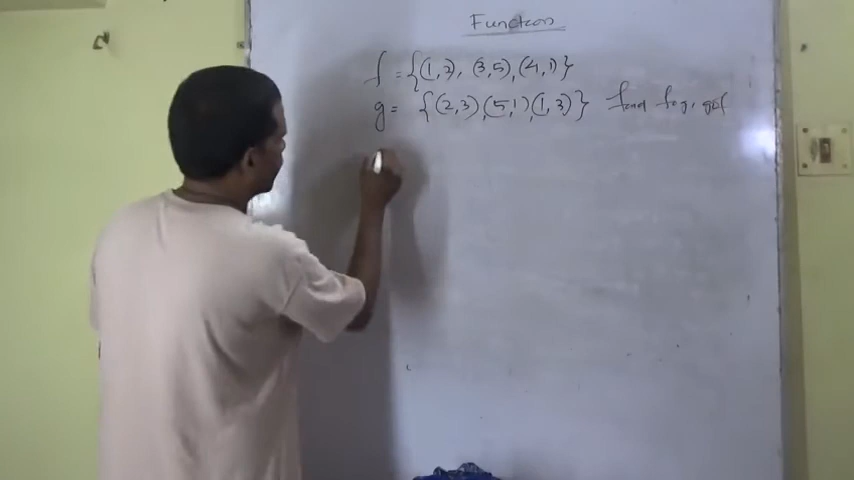 Function
f = {(1,2), (3,5), (4,1)}
g = {(2,3)(5,1)(1,3)} find fog, gof